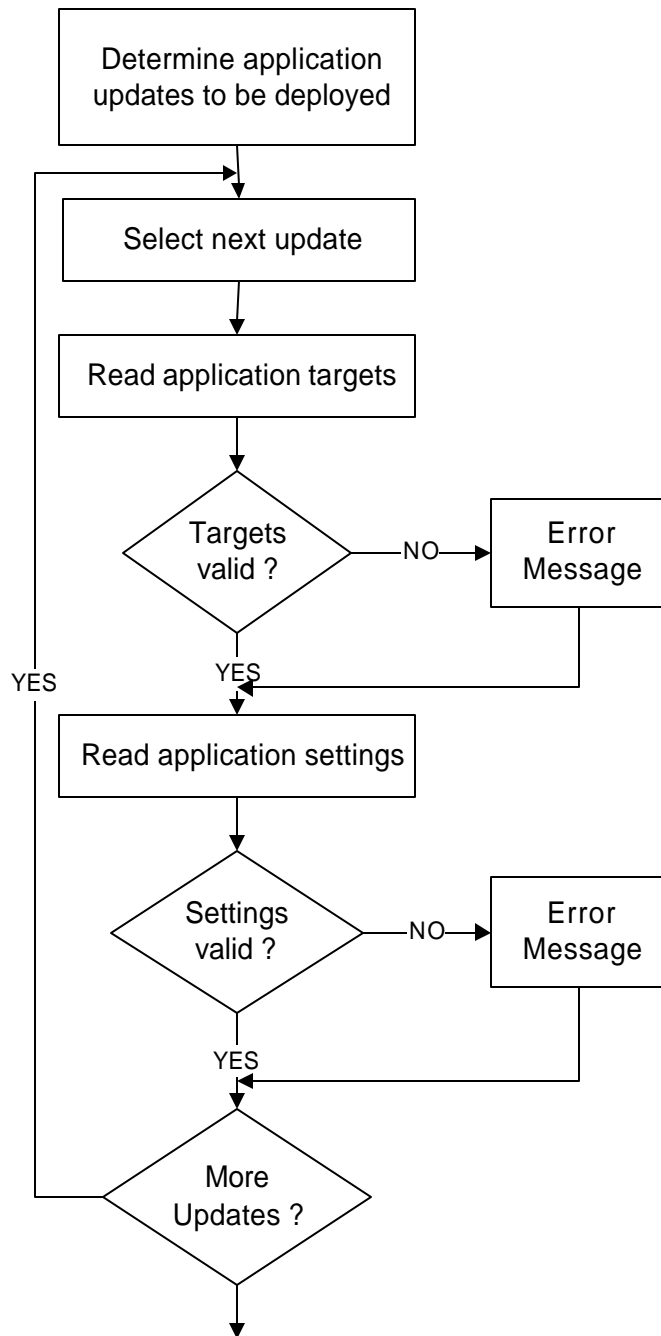 Determine application
updates to be deployed
Select next update
Read application targets
Targets
valid ?
NO
Error
Message
YES
YES
Read application settings
Settings
valid ?
NO
Error
Message
YES
More
Updates ?